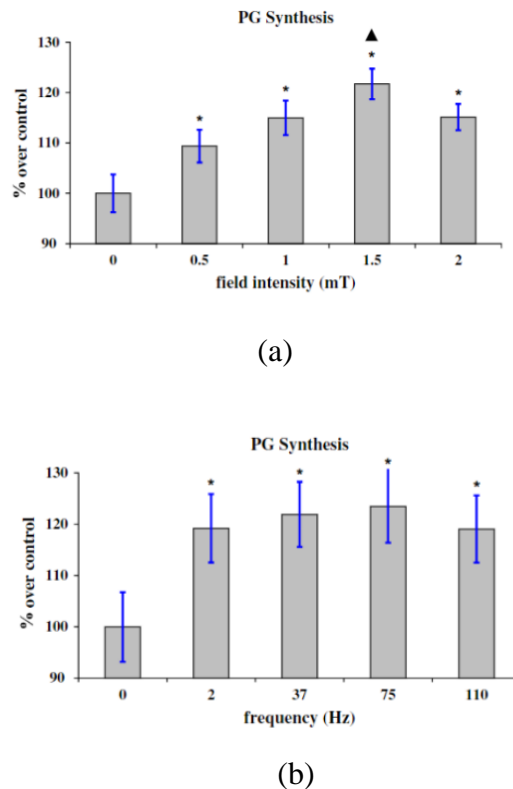 PG Synthesis
▲
130
*
*
*
*
120
110
100
90
% over control
0 0.5 1 1.5 2
field intensity (mT)
(a)
PG Synthesis
130
*
*
*
*
120
110
100
90
% over control
0 2 37 75 110
frequency (Hz)
(b)